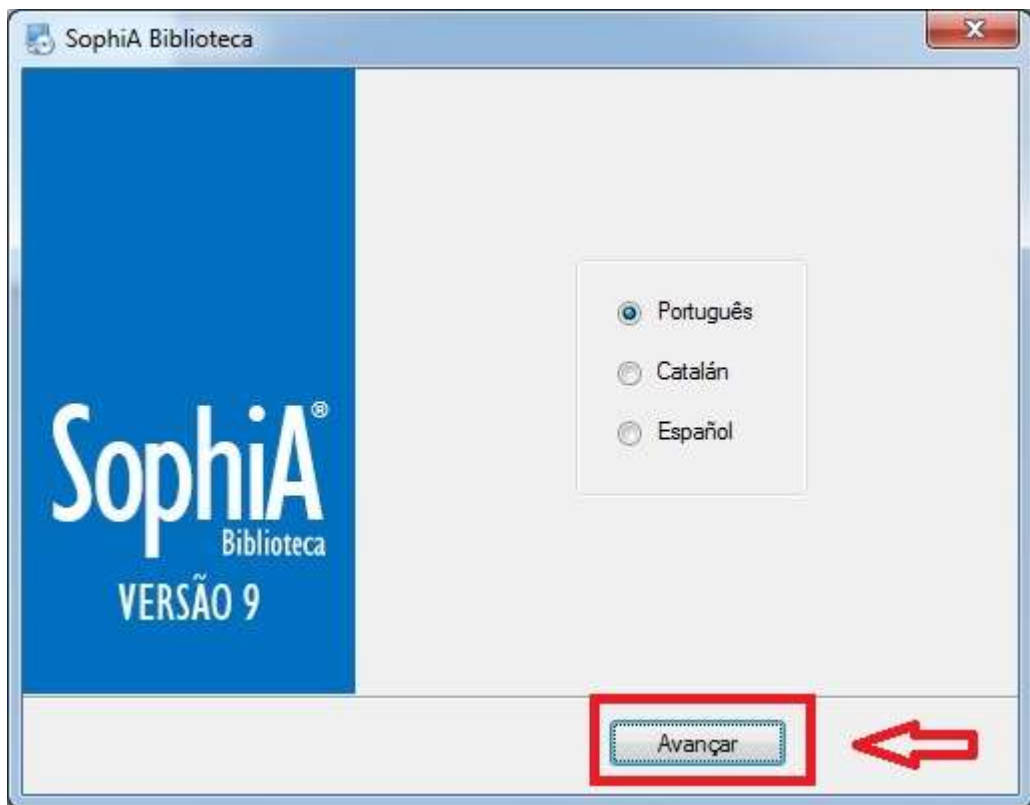 SophiA Biblioteca
Português
Catalán
Español
SophiA®
Biblioteca
VERSÃO 9
Avançar